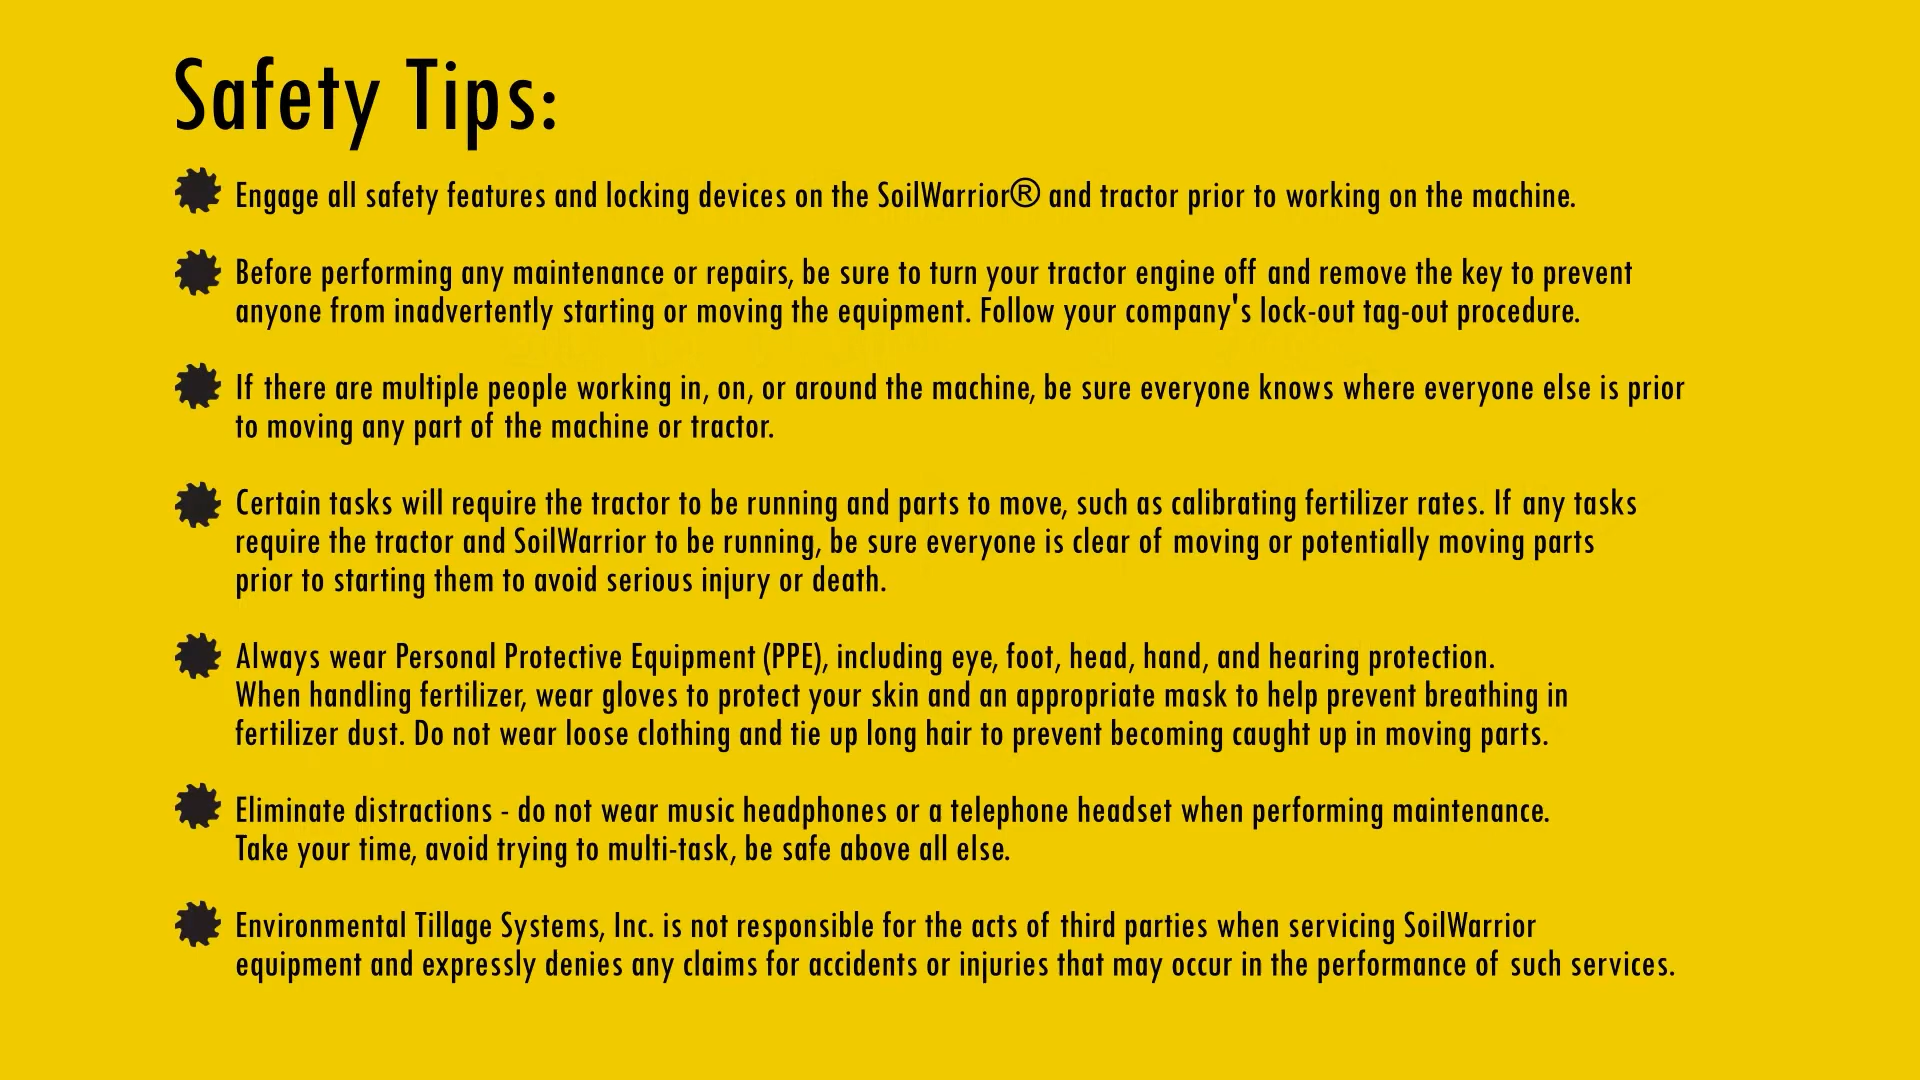 Safety Tips:
Engage all safety features and locking devices on the SoilWarrior® and tractor prior to working on the machine.
Before performing any maintenance or repairs, be sure to turn your tractor engine off and remove the key to prevent
anyone from inadvertently starting or moving the equipment. Follow your company's lock-out tag-out procedure.
If there are multiple people working in, on, or around the machine, be sure everyone knows where everyone else is prior
to moving any part of the machine or tractor.
Certain tasks will require the tractor to be running and parts to move, such as calibrating fertilizer rates. If any tasks
require the tractor and SoilWarrior to be running, be sure everyone is clear of moving or potentially moving parts
prior to starting them to avoid serious injury or death.
Always wear Personal Protective Equipment (PPE), including eye, foot, head, hand, and hearing protection.
When handling fertilizer, wear gloves to protect your skin and an appropriate mask to help prevent breathing in
fertilizer dust. Do not wear loose clothing and tie up long hair to prevent becoming caught up in moving parts.
Eliminate distractions - do not wear music headphones or a telephone headset when performing maintenance.
Take your time, avoid trying to multi-task, be safe above all else.
Environmental Tillage Systems, Inc. is not responsible for the acts of third parties when servicing SoilWarrior
equipment and expressly denies any claims for accidents or injuries that may occur in the performance of such services.